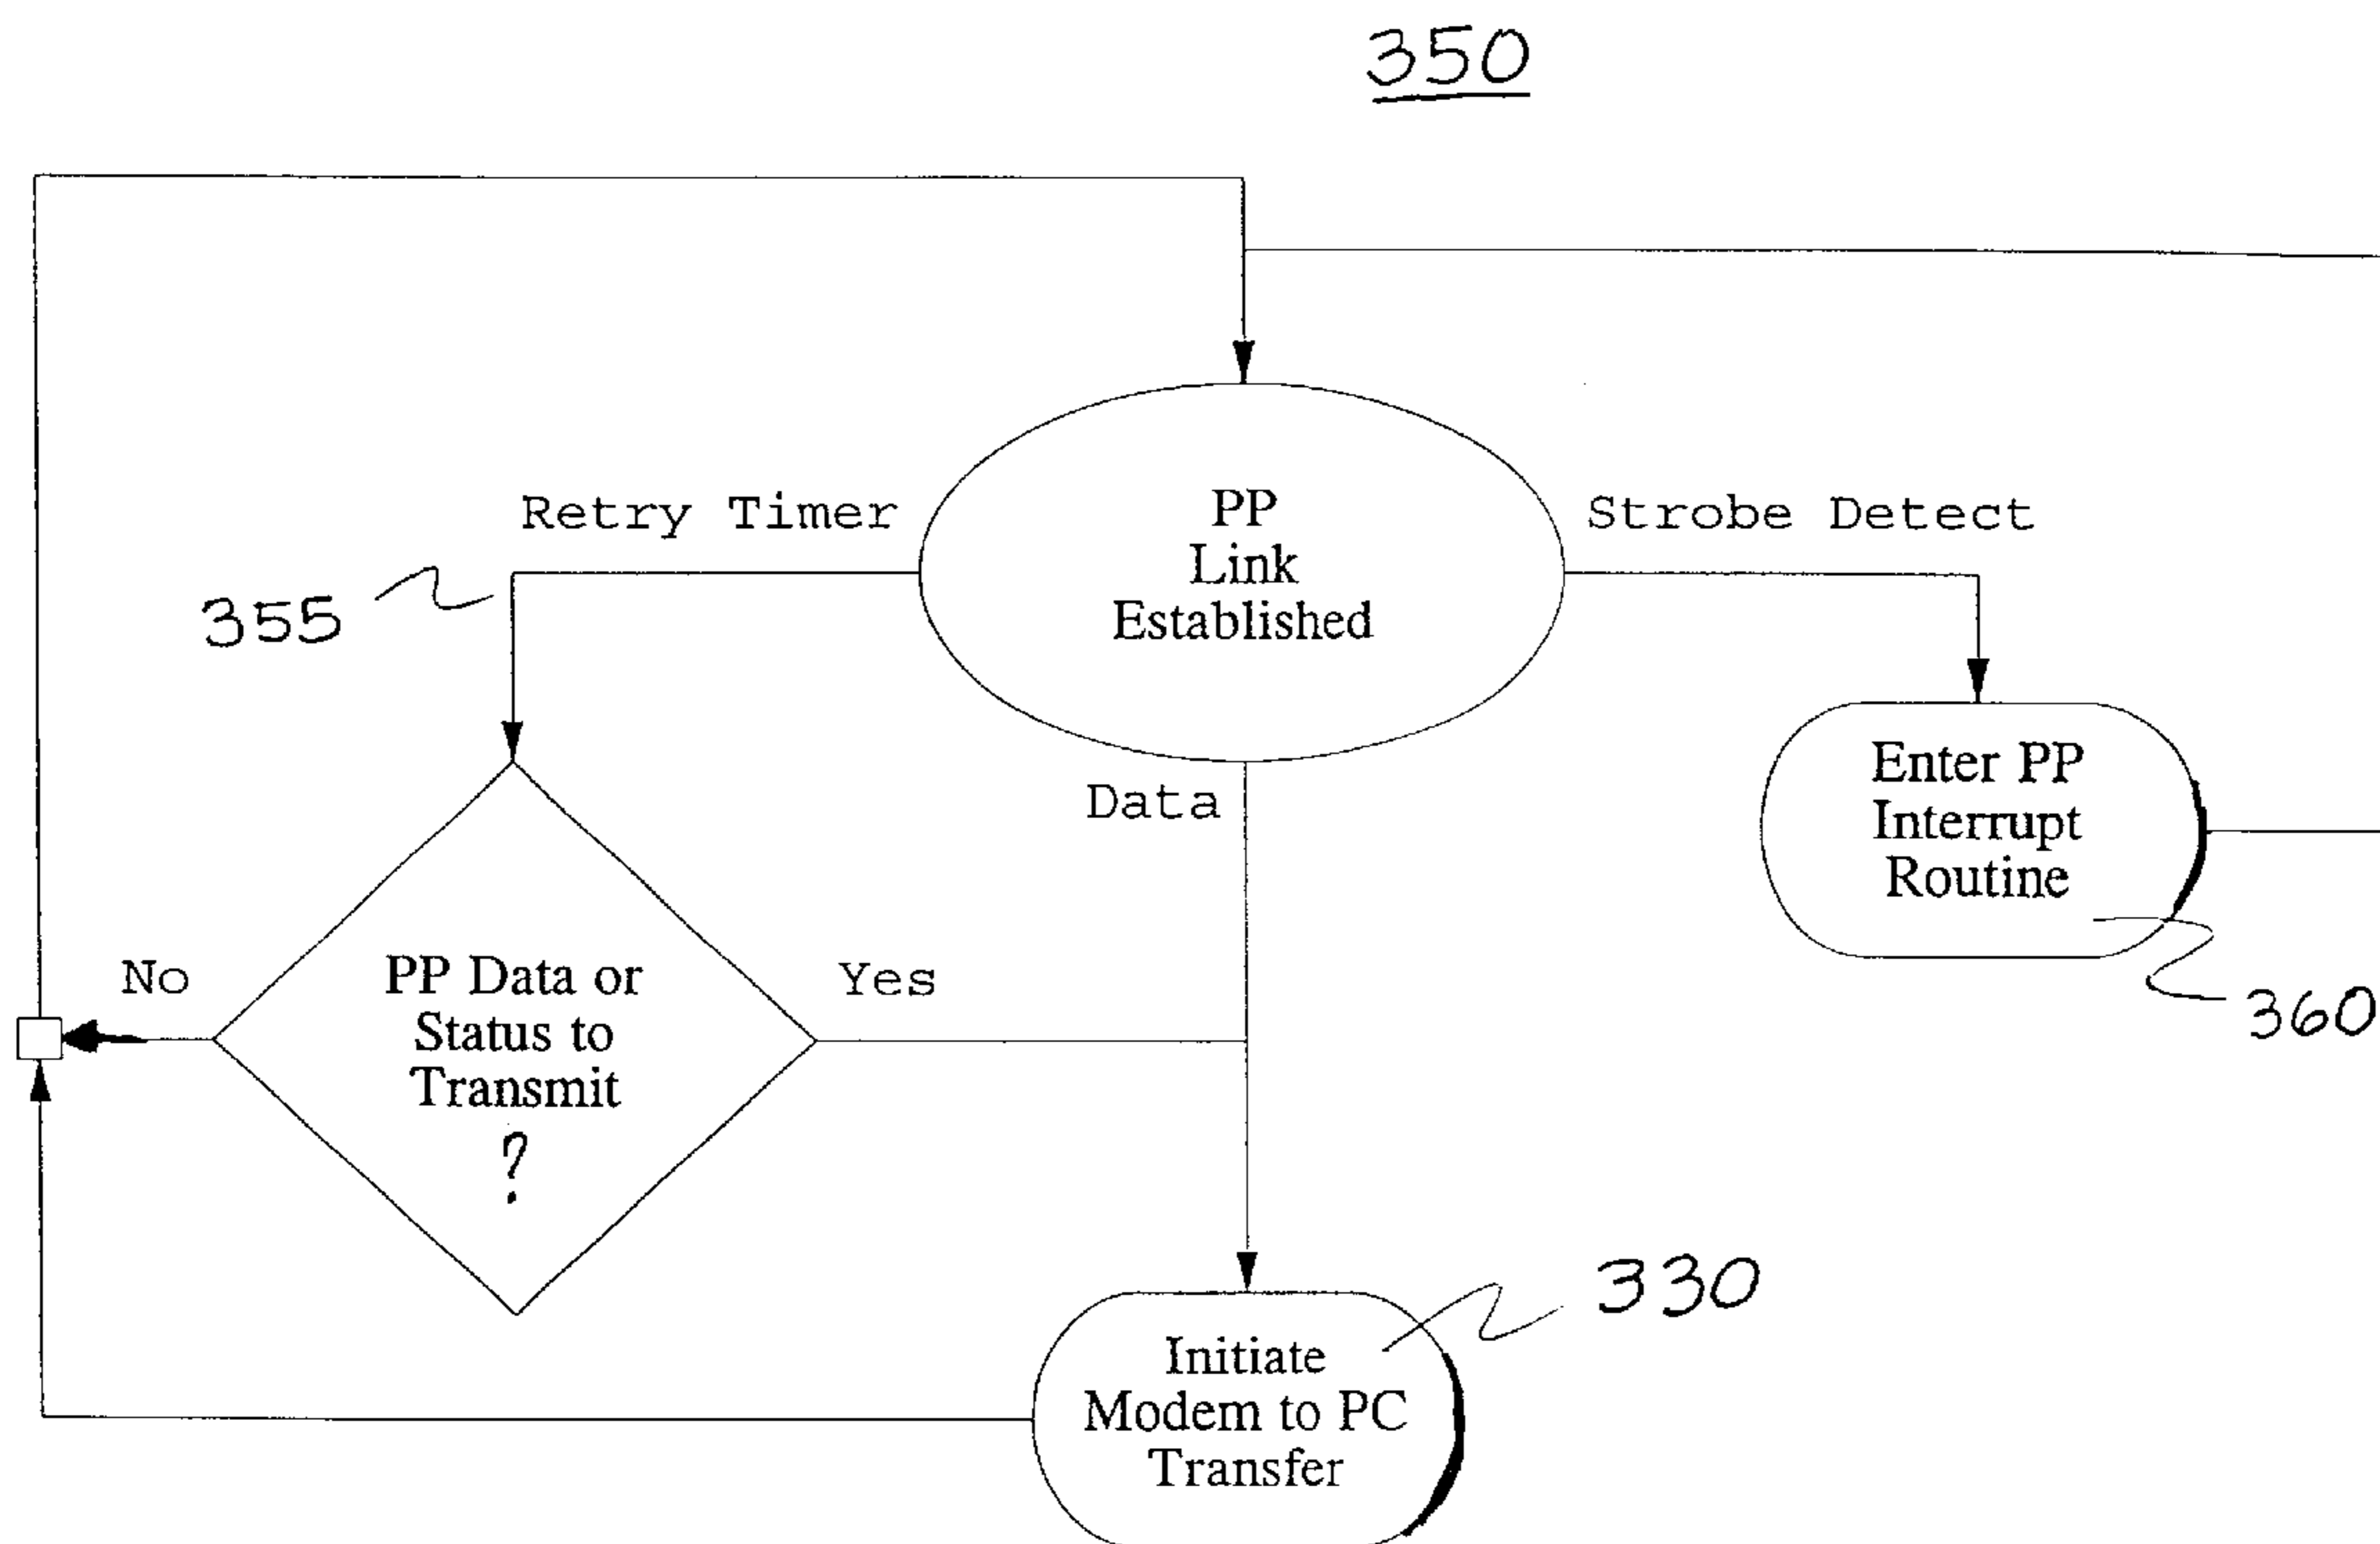 350
Retry Timer
PP
Link
Established
Strobe Detect
355
Data
Enter PP
Interrupt
Routine
No
PP Data or
Status to
Transmit
?
Yes
360
330
Initiate
Modem to PC
Transfer